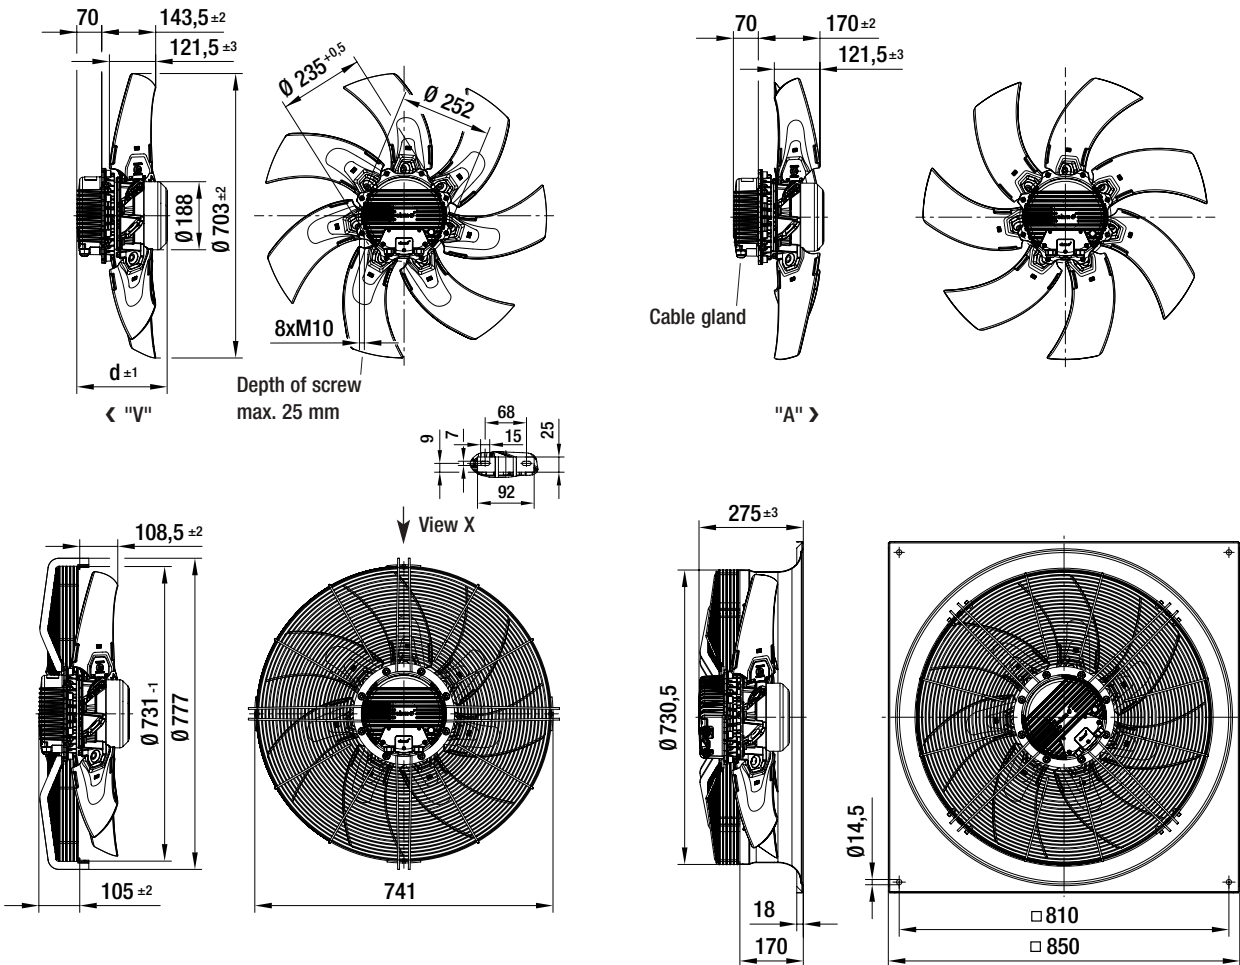 70
143,5 ±2
121,5 ±3
Ø 235 +0,5
Ø 252
Ø 188
Ø 703 ±2
8xM10
d ±1
Depth of screw
max. 25 mm
❮ "V"
70
170 ±2
121,5 ±3
Cable gland
"A" ❯
68
9
7
15
25
92
View X
108,5 ±2
Ø 731 -1
Ø 777
105 ±2
741
275 ±3
Ø 730,5
Ø 14,5
18
170
□ 810
□ 850